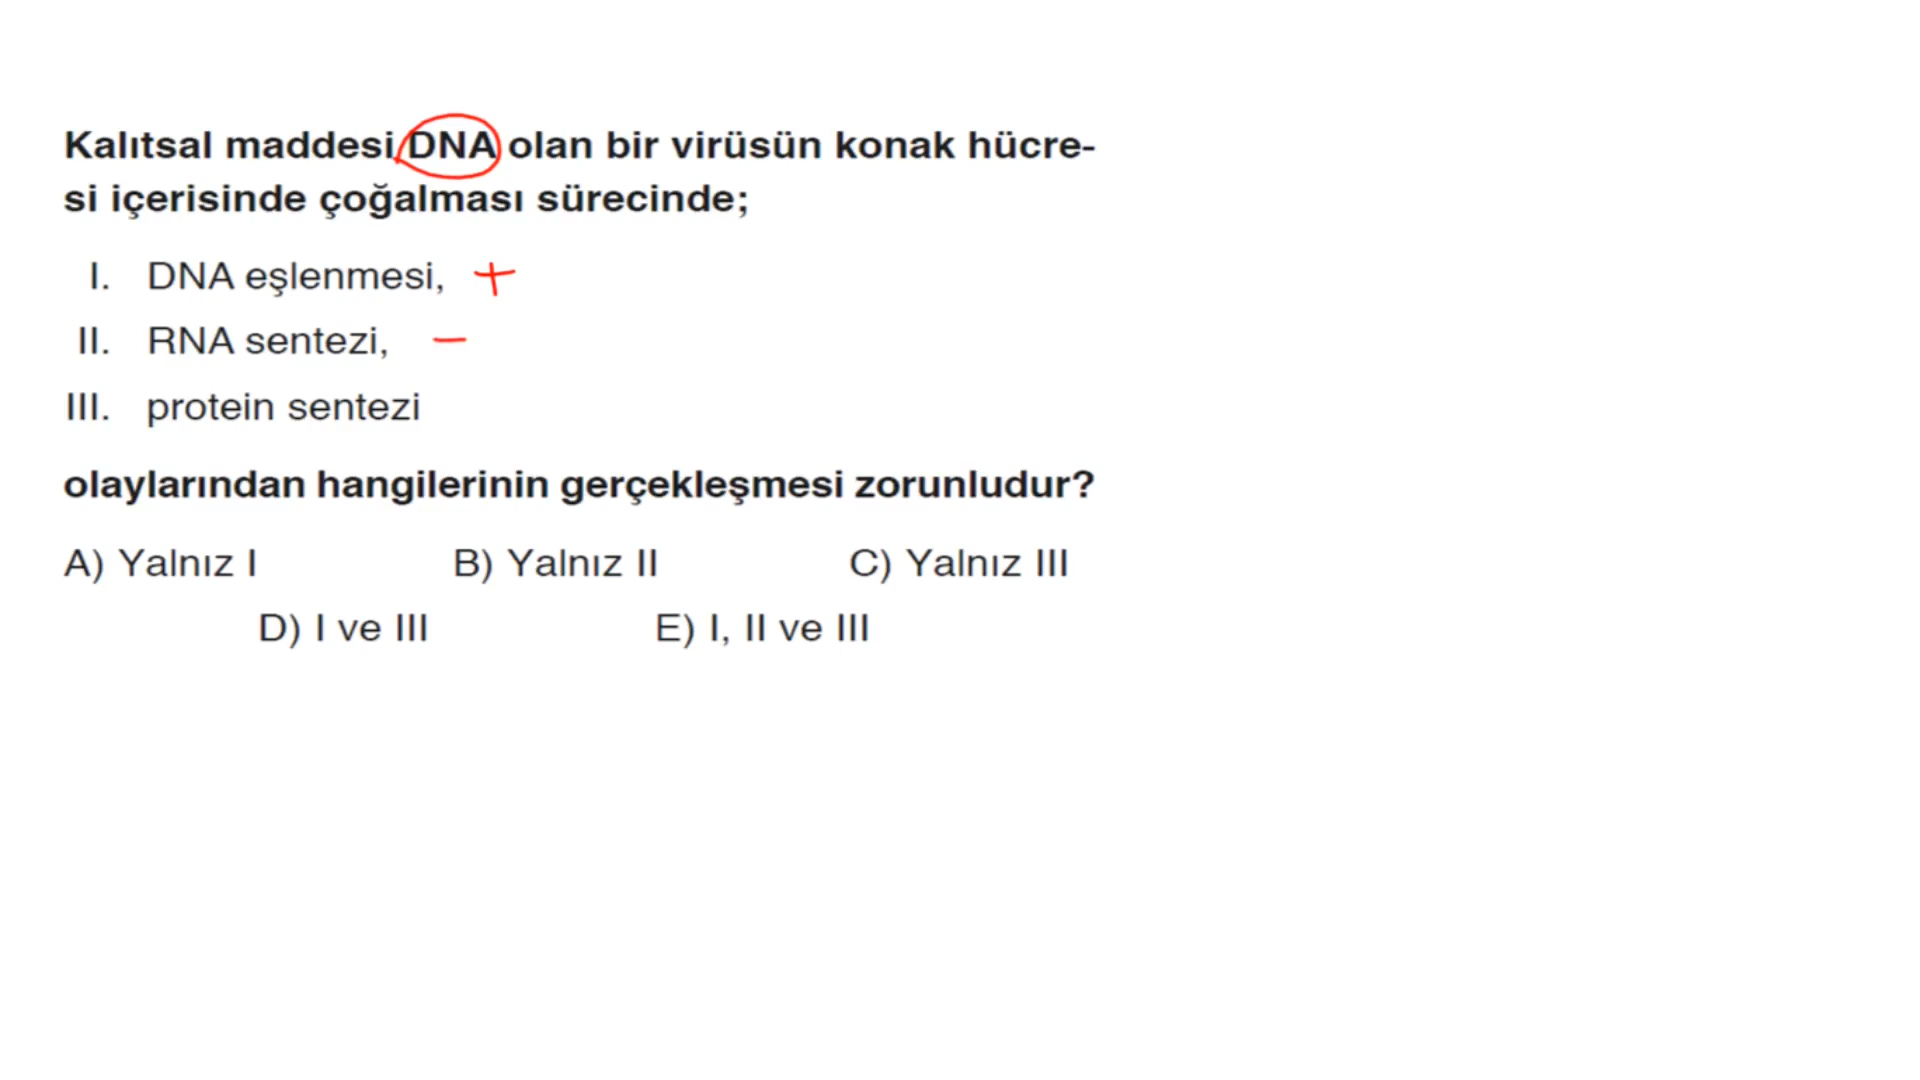 Kalıtsal maddesi DNA olan bir virüsün konak hücre-
si içerisinde çoğalması sürecinde;
I. DNA eşlenmesi, +
II. RNA sentezi, −
III. protein sentezi
olaylarından hangilerinin gerçekleşmesi zorunludur?
A) Yalnız I B) Yalnız II C) Yalnız III
D) I ve III E) I, II ve III